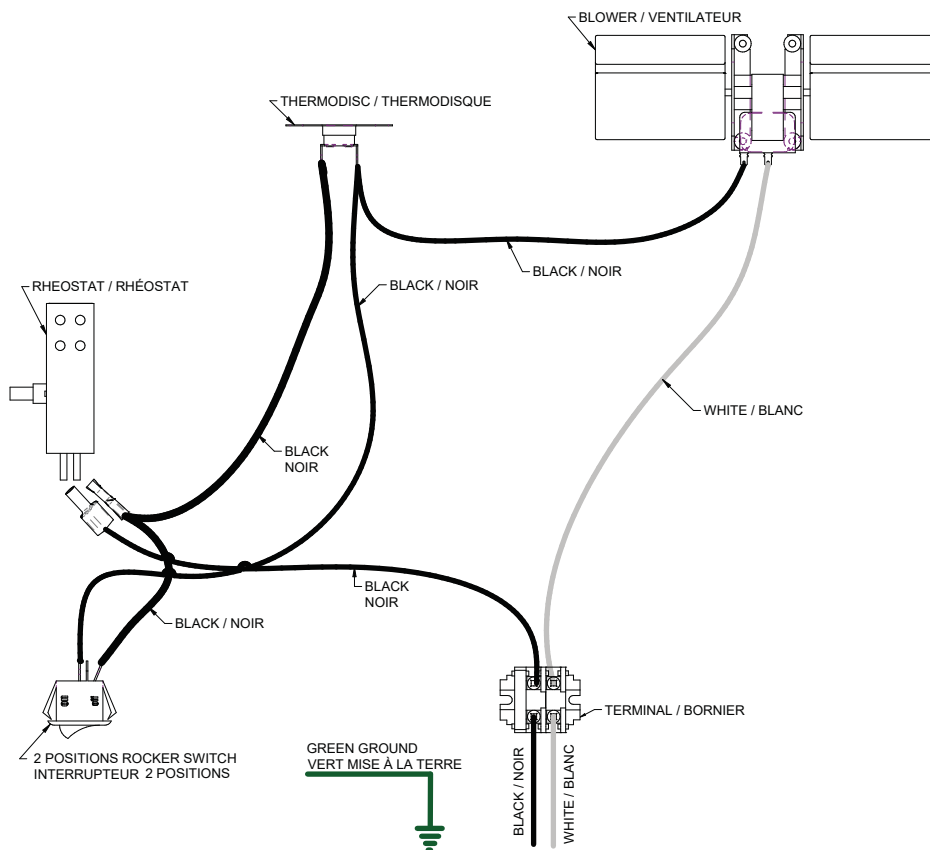 BLOWER / VENTILATEUR
THERMODISC / THERMODISQUE
BLACK / NOIR
BLACK / NOIR
RHEOSTAT / RHÉOSTAT
WHITE / BLANC
BLACK
NOIR
BLACK
NOIR
BLACK / NOIR
TERMINAL / BORNIER
2 POSITIONS ROCKER SWITCH
INTERRUPTEUR 2 POSITIONS
GREEN GROUND
VERT MISE À LA TERRE
BLACK / NOIR
WHITE / BLANC